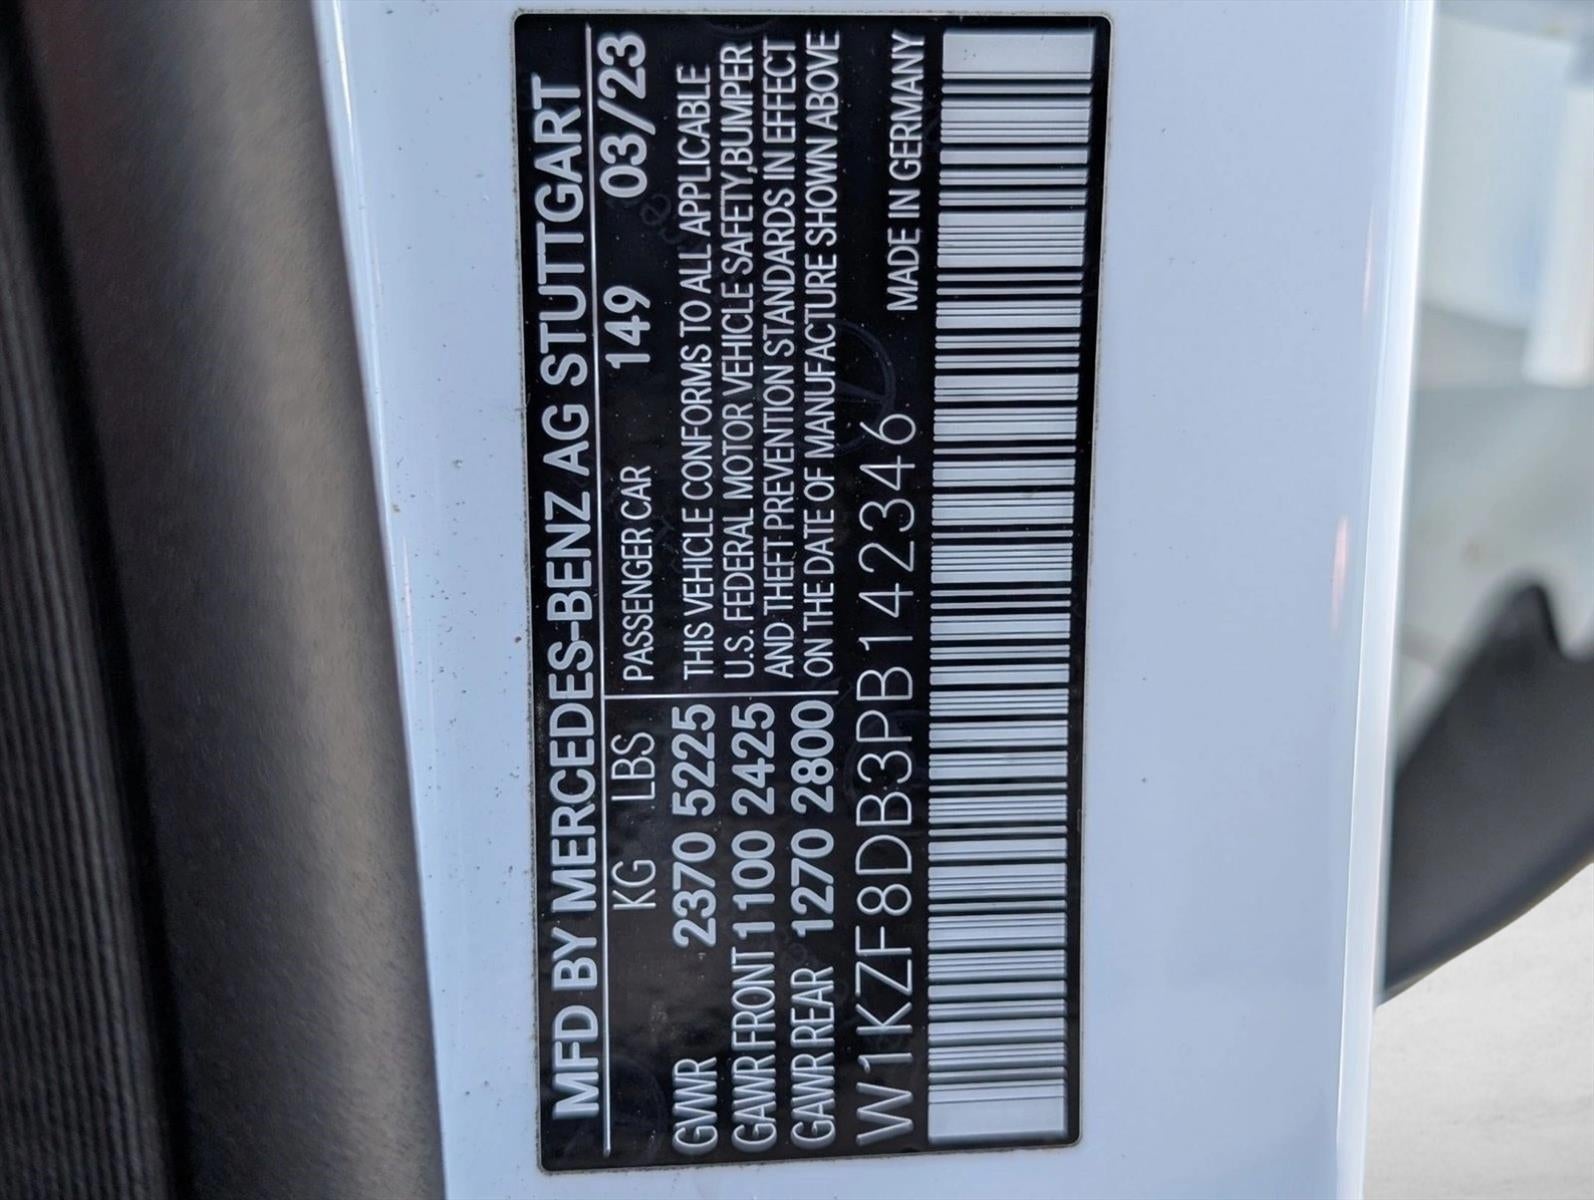 MFD BY MERCEDES-BENZ AG STUTTGART
KG LBS PASSENGER CAR 149 03/23
GVWR 2370 5225 THIS VEHICLE CONFORMS TO ALL APPLICABLE
GAWR FRONT 1100 2425 U.S. FEDERAL MOTOR VEHICLE SAFETY,BUMPER
AND THEFT PREVENTION STANDARDS IN EFFECT
GAWR REAR 1270 2800 ON THE DATE OF MANUFACTURE SHOWN ABOVE
W1KZF8DB3PB142346 MADE IN GERMANY